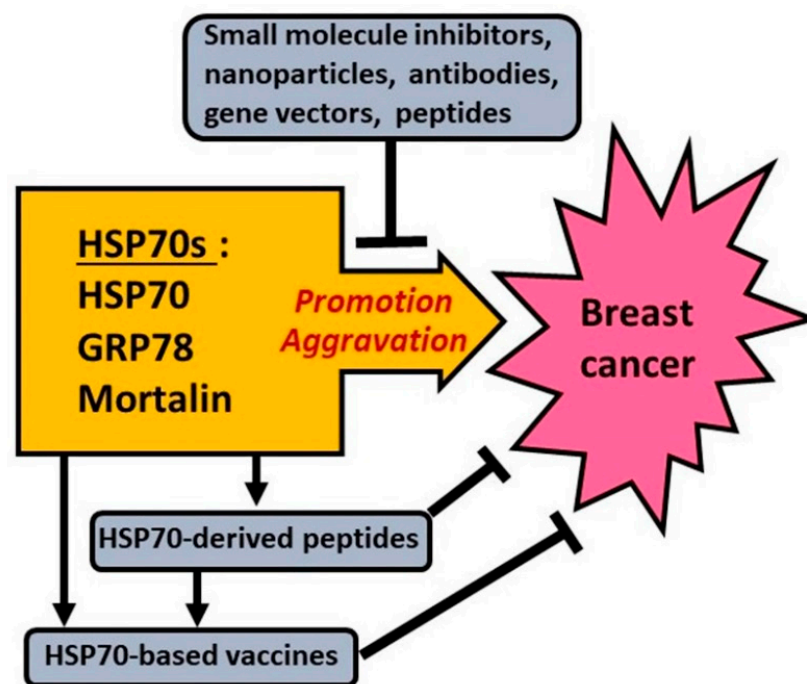 Small molecule inhibitors,
nanoparticles, antibodies,
gene vectors, peptides
HSP70s :
HSP70
GRP78
Mortalin
Promotion
Aggravation
Breast
cancer
HSP70-derived peptides
HSP70-based vaccines